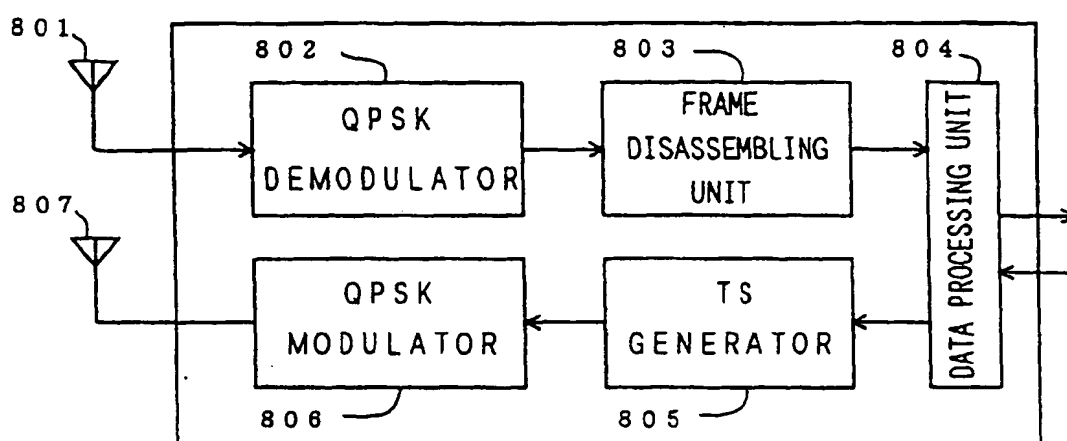 801
802
803
804
QPSK
DEMODULATOR
FRAME
DISASSEMBLING
UNIT
DATA PROCESSING UNIT
807
QPSK
MODULATOR
TS
GENERATOR
806
805